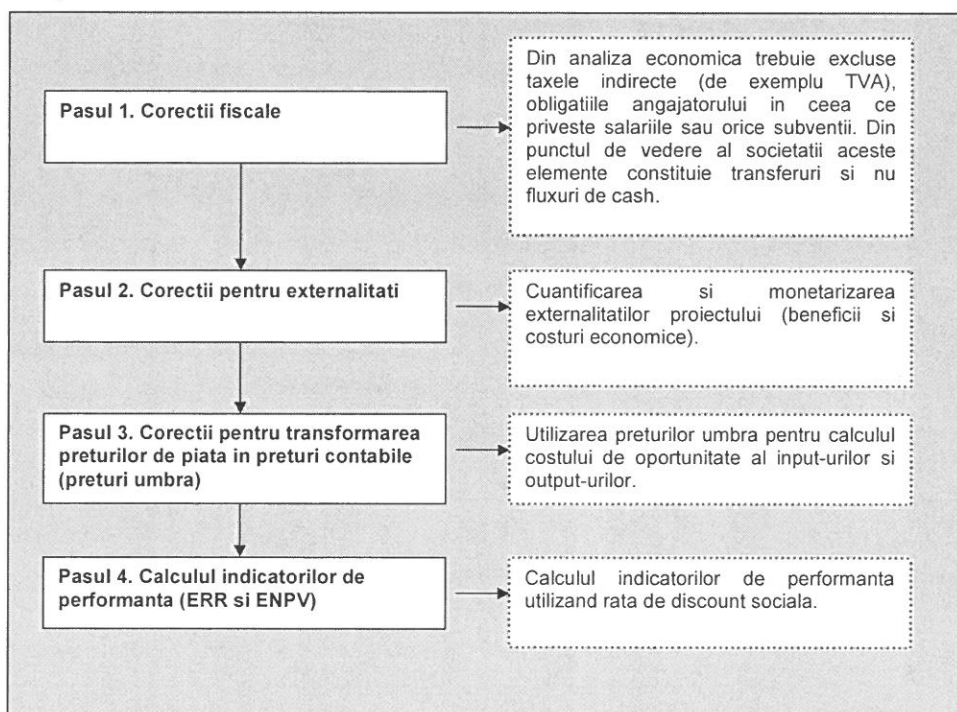 Pasul 1. Corectii fiscale
Din analiza economica trebuie excluse
taxele indirecte (de exemplu TVA),
obligatiile angajatorului in ceea ce
priveste salariile sau orice subventii. Din
punctul de vedere al societatii aceste
elemente constituie transferuri si nu
fluxuri de cash.
Pasul 2. Corectii pentru externalitati
Cuantificarea si monetarizarea
externalitatilor proiectului (beneficii si
costuri economice).
Pasul 3. Corectii pentru transformarea
preturilor de piata in preturi contabile
(preturi umbra)
Utilizarea preturilor umbra pentru calculul
costului de oportunitate al input-urilor si
output-urilor.
Pasul 4. Calculul indicatorilor de
performanta (ERR si ENPV)
Calculul indicatorilor de performanta
utilizand rata de discount sociala.